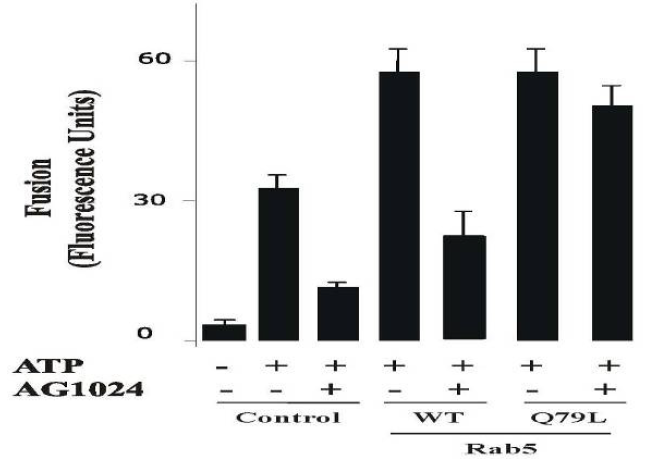 60
30
0
Fusion
(Fluorescence Units)
ATP - + + + + + +
AG1024 - - + - + - +
Control WT Q79L
Rab5